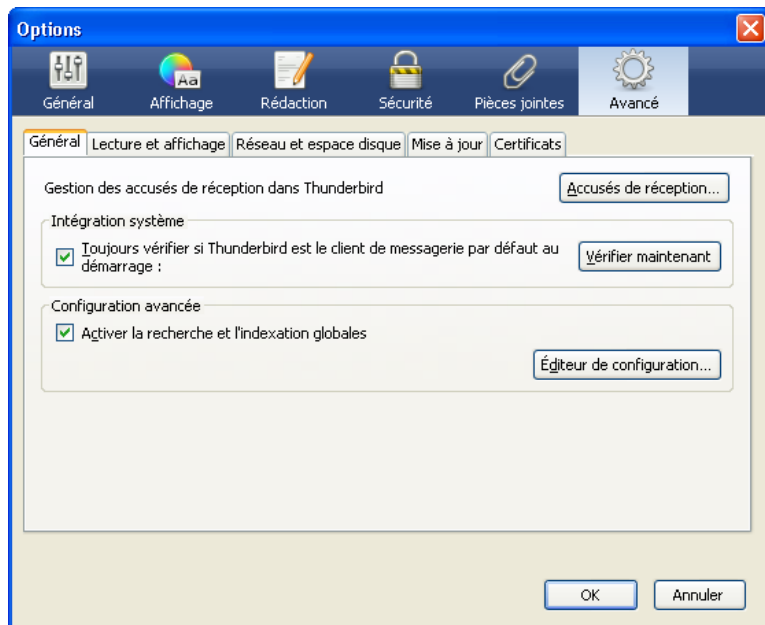 Options
Aa
Général Affichage Rédaction Sécurité Pièces jointes Avancé
Général Lecture et affichage Réseau et espace disque Mise à jour Certificats
Gestion des accusés de réception dans Thunderbird Accusés de réception...
Intégration système
Toujours vérifier si Thunderbird est le client de messagerie par défaut au
démarrage :
Vérifier maintenant
Configuration avancée
Activer la recherche et l'indexation globales
Éditeur de configuration...
OK Annuler